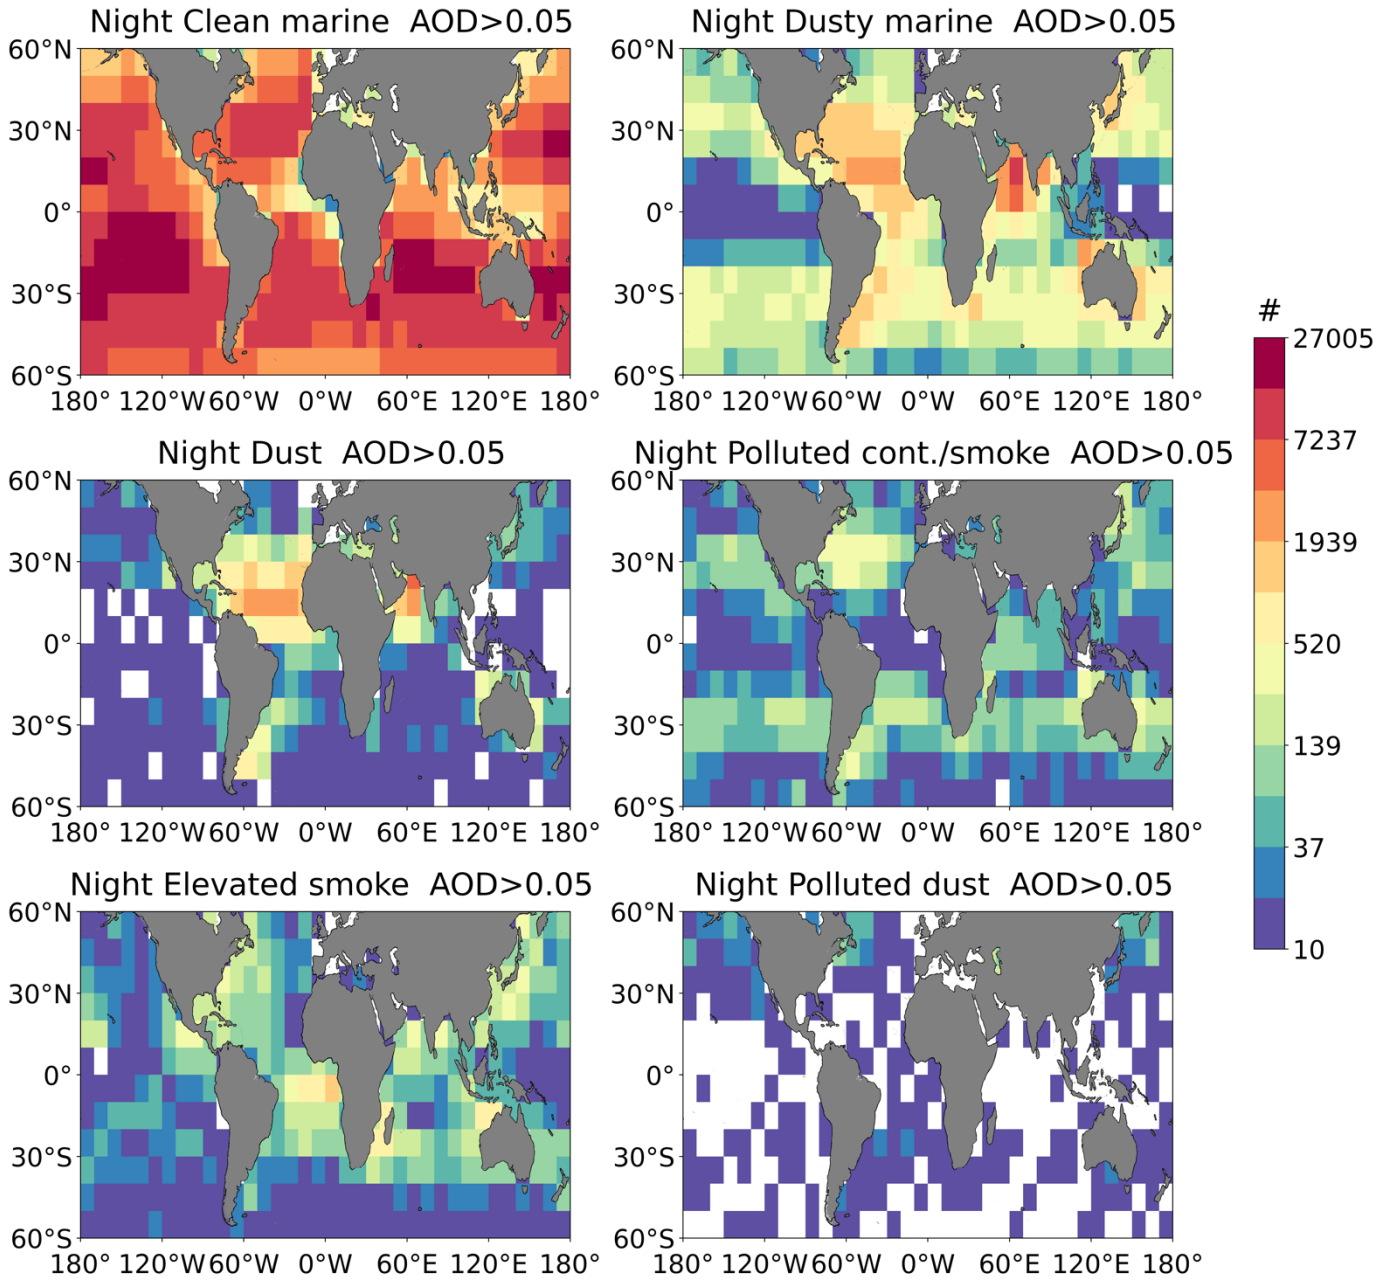 Night Clean marine  AOD>0.05
Night Dusty marine  AOD>0.05
60°N
30°N
0°
30°S
60°S
180° 120°W 60°W 0°W 60°E 120°E 180°
60°N
30°N
0°
30°S
60°S
180° 120°W 60°W 0°W 60°E 120°E 180°
Night Dust  AOD>0.05
Night Polluted cont./smoke  AOD>0.05
60°N
30°N
0°
30°S
60°S
180° 120°W 60°W 0°W 60°E 120°E 180°
60°N
30°N
0°
30°S
60°S
180° 120°W 60°W 0°W 60°E 120°E 180°
Night Elevated smoke  AOD>0.05
Night Polluted dust  AOD>0.05
60°N
30°N
0°
30°S
60°S
180° 120°W 60°W 0°W 60°E 120°E 180°
60°N
30°N
0°
30°S
60°S
180° 120°W 60°W 0°W 60°E 120°E 180°
#
27005
7237
1939
520
139
37
10